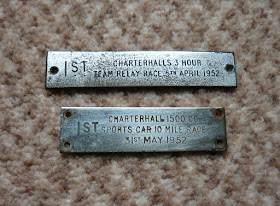 1ST CHARTERHALLS 3 HOUR
TEAM RELAY RACE. 5TH APRIL 1952
1ST CHARTERHALL 1500 CC
SPORTS CAR 10 MILE RACE
31ST MAY 1952